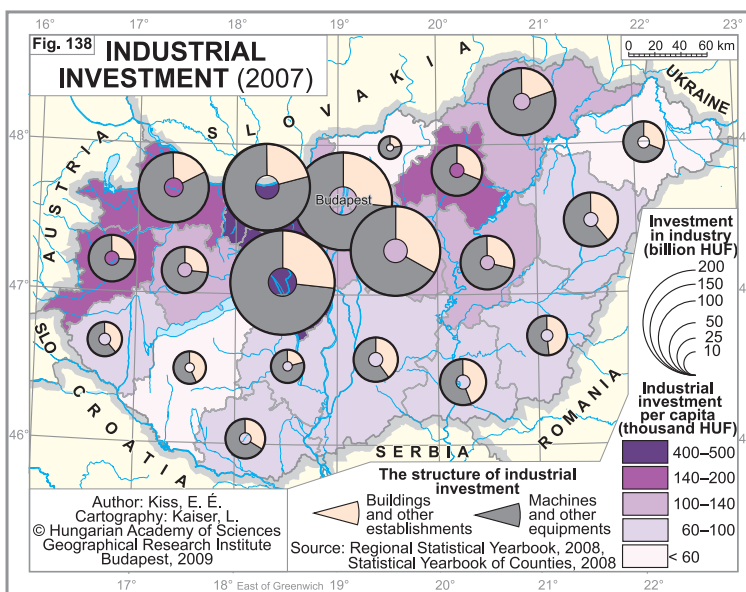 16°
17°
18°
19°
20°
21°
22°
23°
Fig. 138
INDUSTRIAL
INVESTMENT (2007)
0 20 40 60 km
SLOVAKIA
UKRAINE
AUSTRIA
48°
48°
Budapest
47°
46°
SLO
CROATIA
SERBIA
ROMANIA
Investment
in industry
(billion HUF)
200
150
100
50
25
10
Industrial
investment
per capita
(thousand HUF)
400–500
140–200
100–140
60–100
< 60
The structure of industrial
investment
Buildings
and other
establishments
Machines
and other
equipments
Author: Kiss, E. É.
Cartography: Kaiser, L.
© Hungarian Academy of Sciences
Geographical Research Institute
Budapest, 2009
Source: Regional Statistical Yearbook, 2008,
Statistical Yearbook of Counties, 2008
17°
18° East of Greenwich
19°
20°
21°
22°